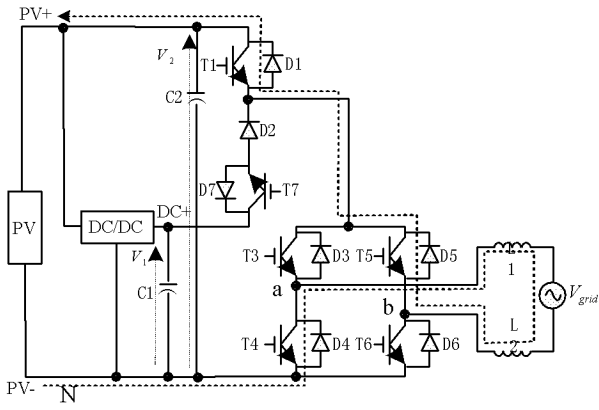 PV+
V2
T1
D1
C2
D2
D7
T7
PV
DC/DC
DC+
V1
C1
T3
D3
T5
D5
a
b
L
1
Vgrid
L
2
T4
D4
T6
D6
PV-
N